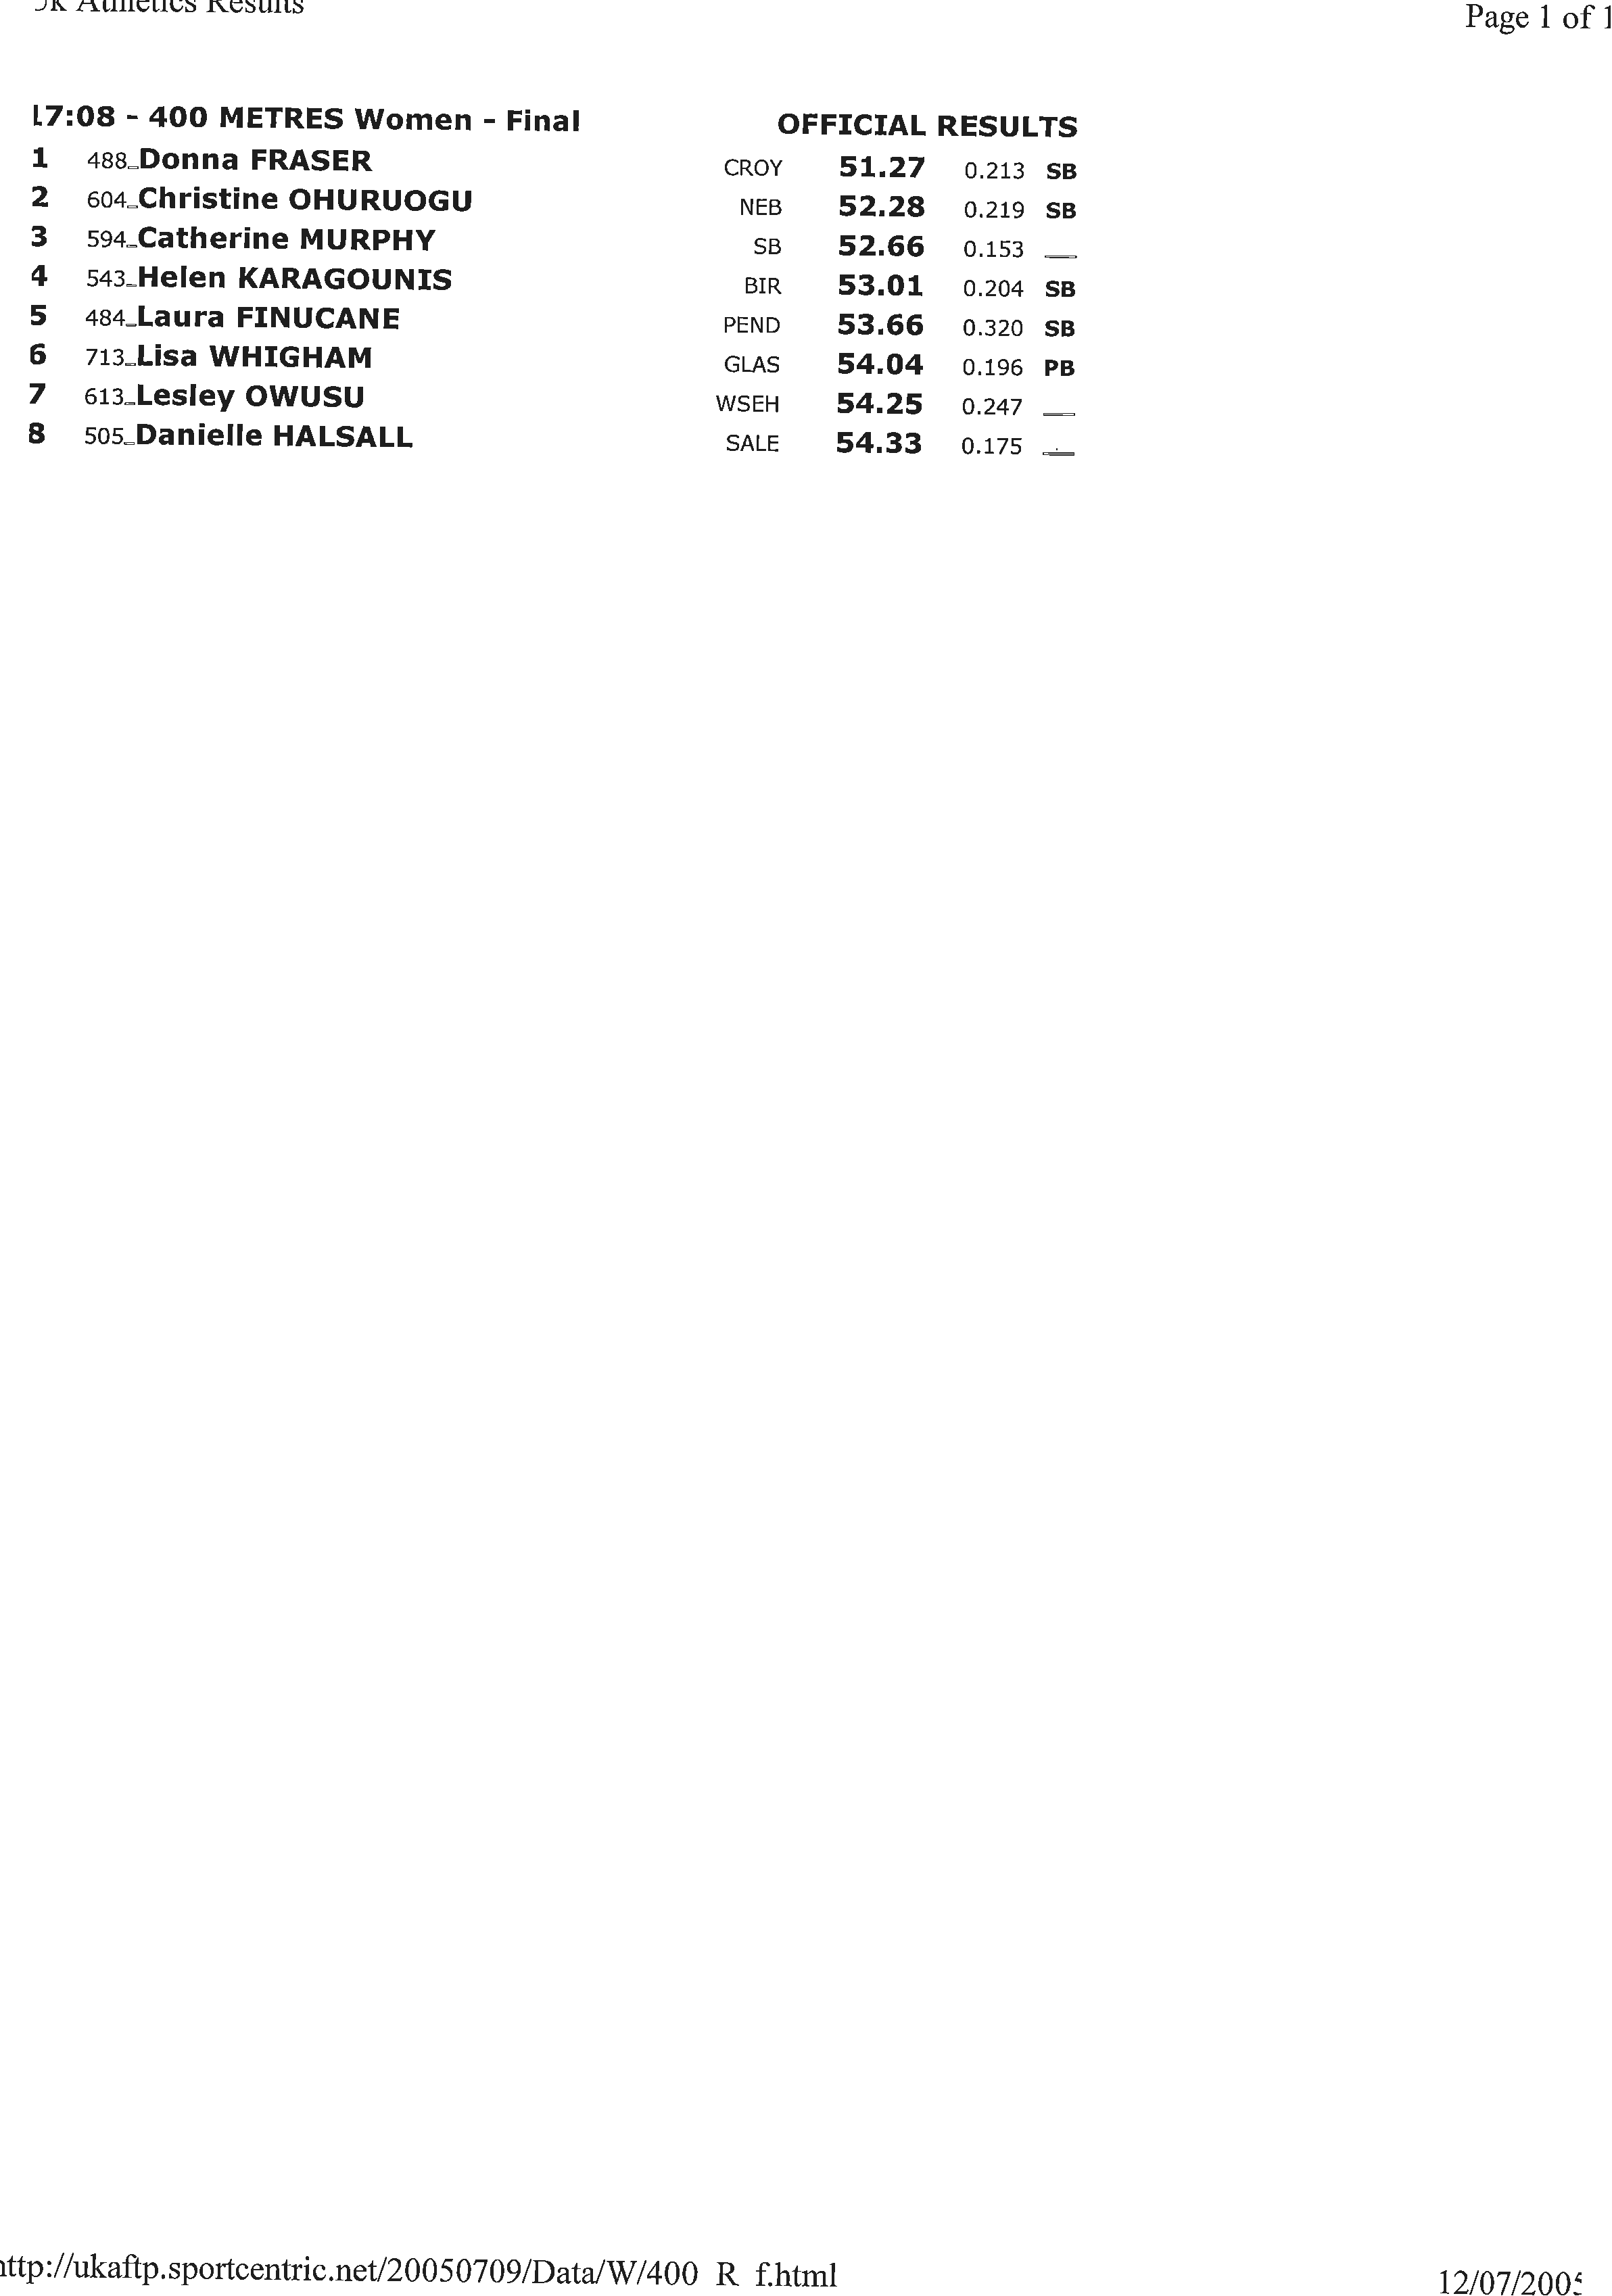 Athletics Results
Page 1 of 1
17:08 - 400 METRES Women - Final OFFICIAL RESULTS
1 488 Donna FRASER CROY 51.27 0.213 SB
2 604 Christine OHURUOGU NEB 52.28 0.219 SB
3 594 Catherine MURPHY SB 52.66 0.153
4 543 Helen KARAGOUNIS BIR 53.01 0.204 SB
5 484 Laura FINUCANE PEND 53.66 0.320 SB
6 713 Lisa WHIGHAM GLAS 54.04 0.196 PB
7 613 Lesley OWUSU WSEH 54.25 0.247
8 505 Danielle HALSALL SALE 54.33 0.175
http://ukaftp.sportcentric.net/20050709/Data/W/400 R f.html
12/07/2005